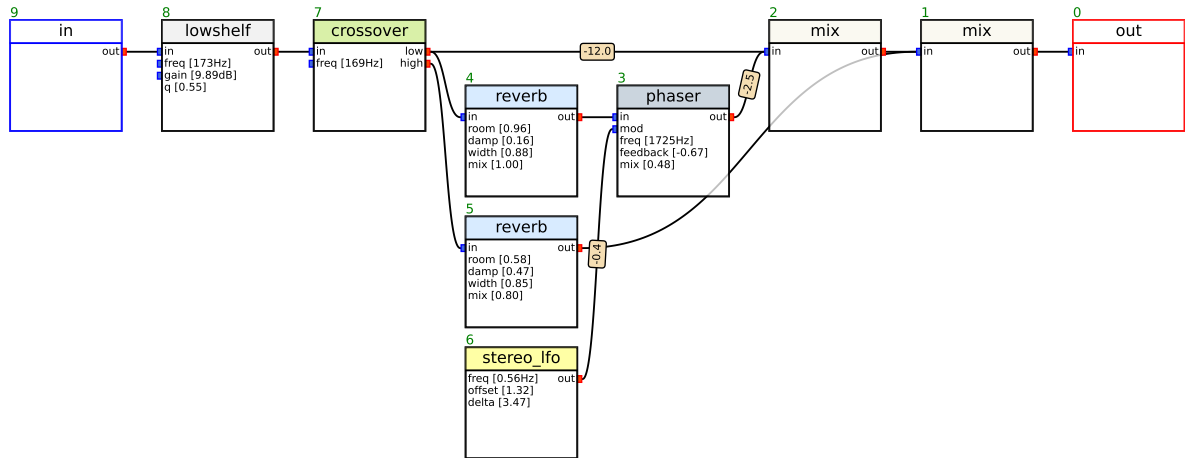 9
in
out
8
lowshelf
in
out
freq [173Hz]
gain [9.89dB]
q [0.55]
7
crossover
in
low
freq [169Hz]
high
-12.0
4
reverb
in
out
room [0.96]
damp [0.16]
width [0.88]
mix [1.00]
3
phaser
in
out
mod
freq [1725Hz]
feedback [-0.67]
mix [0.48]
-2.5
2
mix
in
out
1
mix
in
out
0
out
in
5
reverb
in
out
room [0.58]
damp [0.47]
width [0.85]
mix [0.80]
-0.4
6
stereo_lfo
freq [0.56Hz]
out
offset [1.32]
delta [3.47]